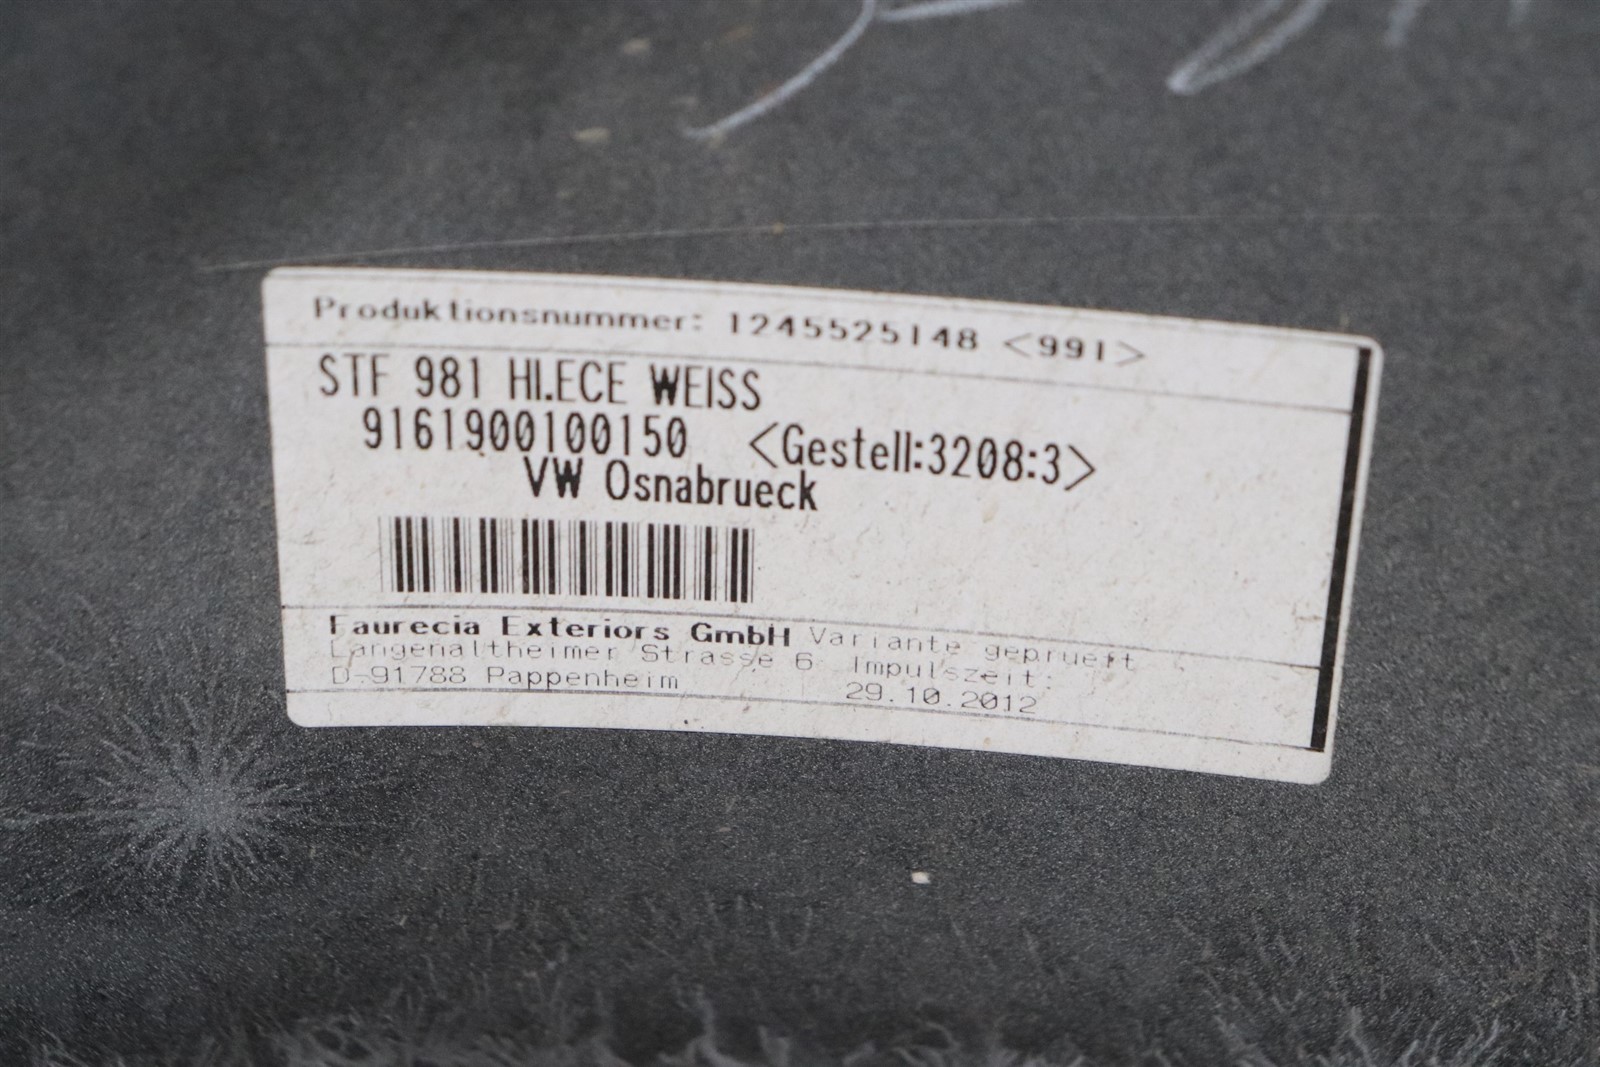 Produktionsnummer: 1245525148 <991>
STF 981 HI.ECE WEISS
9161900100150 <Gestell:3208:3>
VW Osnabrueck
Faurecia Exteriors GmbH Variante geprueft
Langenaltheimer Strasse 6 Impulszeit:
D-91788 Pappenheim 29.10.2012